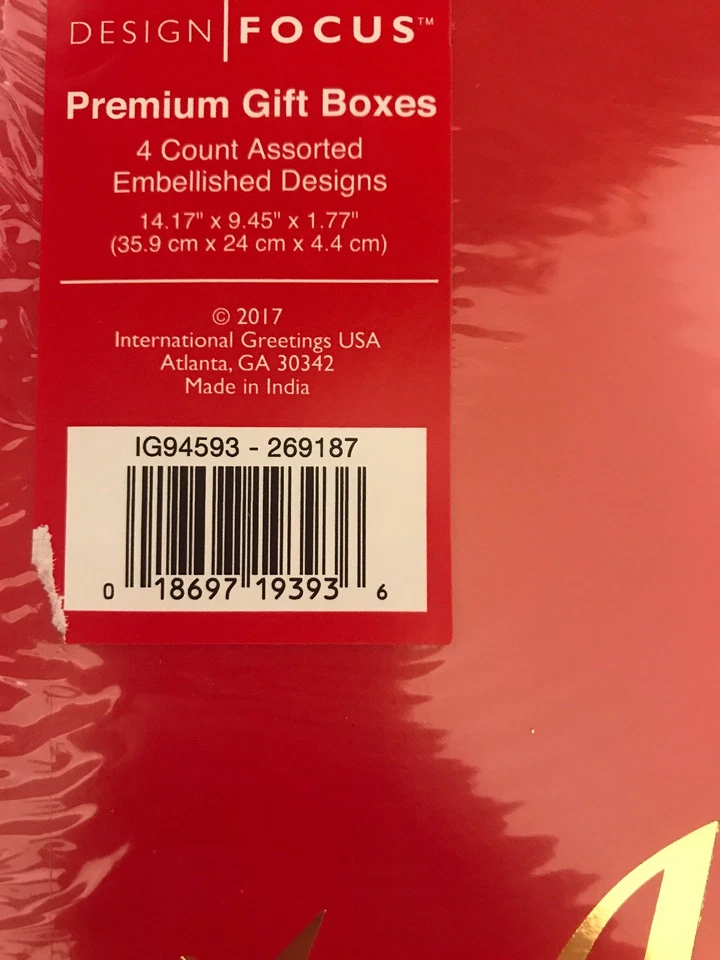 DESIGN FOCUS™
Premium Gift Boxes
4 Count Assorted
Embellished Designs
14.17" x 9.45" x 1.77"
(35.9 cm x 24 cm x 4.4 cm)
© 2017
International Greetings USA
Atlanta, GA 30342
Made in India
IG94593 - 269187
0 18697 19393 6